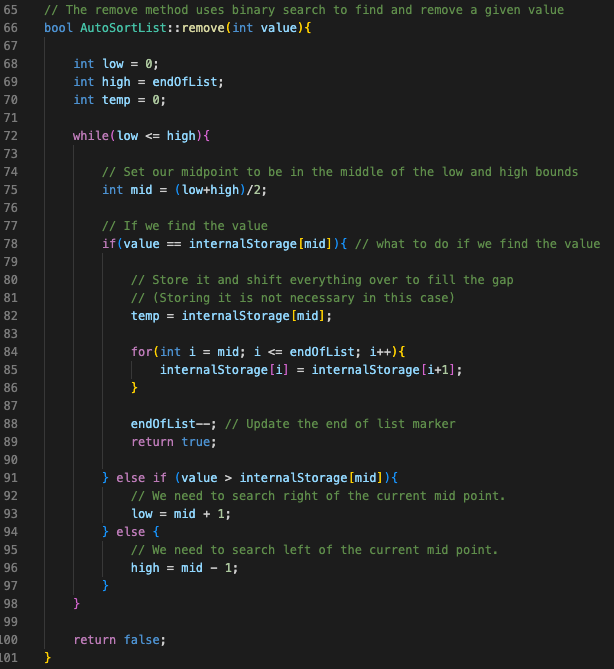 65 // The remove method uses binary search to find and remove a given value
66 bool AutoSortList::remove(int value){
67
68 int low = 0;
69 int high = endOfList;
70 int temp = 0;
71
72 while(low <= high){
73
74 // Set our midpoint to be in the middle of the low and high bounds
75 int mid = (low+high)/2;
76
77 // If we find the value
78 if(value == internalStorage[mid]){ // what to do if we find the value
79
80 // Store it and shift everything over to fill the gap
81 // (Storing it is not necessary in this case)
82 temp = internalStorage[mid];
83
84 for(int i = mid; i <= endOfList; i++){
85 internalStorage[i] = internalStorage[i+1];
86 }
87
88 endOfList--; // Update the end of list marker
89 return true;
90
91 } else if (value > internalStorage[mid]){
92 // We need to search right of the current mid point.
93 low = mid + 1;
94 } else {
95 // We need to search left of the current mid point.
96 high = mid - 1;
97 }
98 }
99
100 return false;
101 }